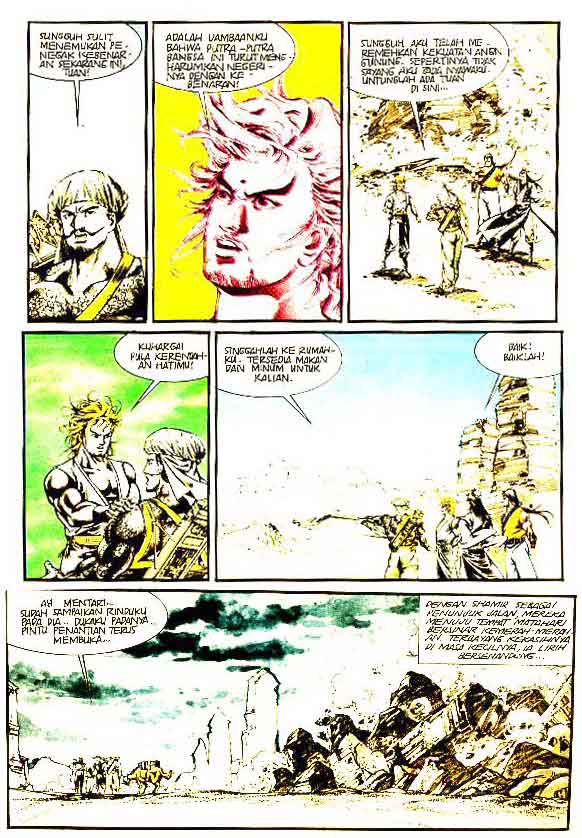 SUNGGUH SULIT
MENEMUKAN PE-
NEGAK KEBENAR-
AN SEKARANG INI,
TUAN!
ADALAH DAMBAANKU
BAHWA PUTRA-PUTRA
BANGSA INI TURUT MENG-
HARUMKAN NEGERI-
NYA DENGAN KE-
BENARAN!
SUNGGUH AKU TELAH ME-
REMEHKAN KEKUATAN ANGIN
GUNUNG. SEPERTINYA TIDAK
SAYANG AKU PADA NYAWAKU.
UNTUNGLAH ADA TUAN
DI SINI...
KUHARGAI
PULA KERENDAH-
AN HATIMU!
SINGGAHLAH KE RUMAH-
KU. TERSEDIA MAKAN
DAN MINUM UNTUK
KALIAN.
BAIK!
BAIKLAH!
AH MENTARI...
SUDAH SAMPAIKAN RINDUKU
PADA DIA.. DUKAKU PADANYA..
PINTU PENANTIAN TERUS
MEMBUKA...
DENGAN SHAMIR SEBAGAI
PENUNJUK JALAN, MEREKA
MENUJU TEMPAT MATAHARI
BERSINAR KEMERAH MERAH-
AN. TERBAYANG KEKASIHNYA
DI MASA KECILNYA, IA LIRIH
BERSENANDUNG...